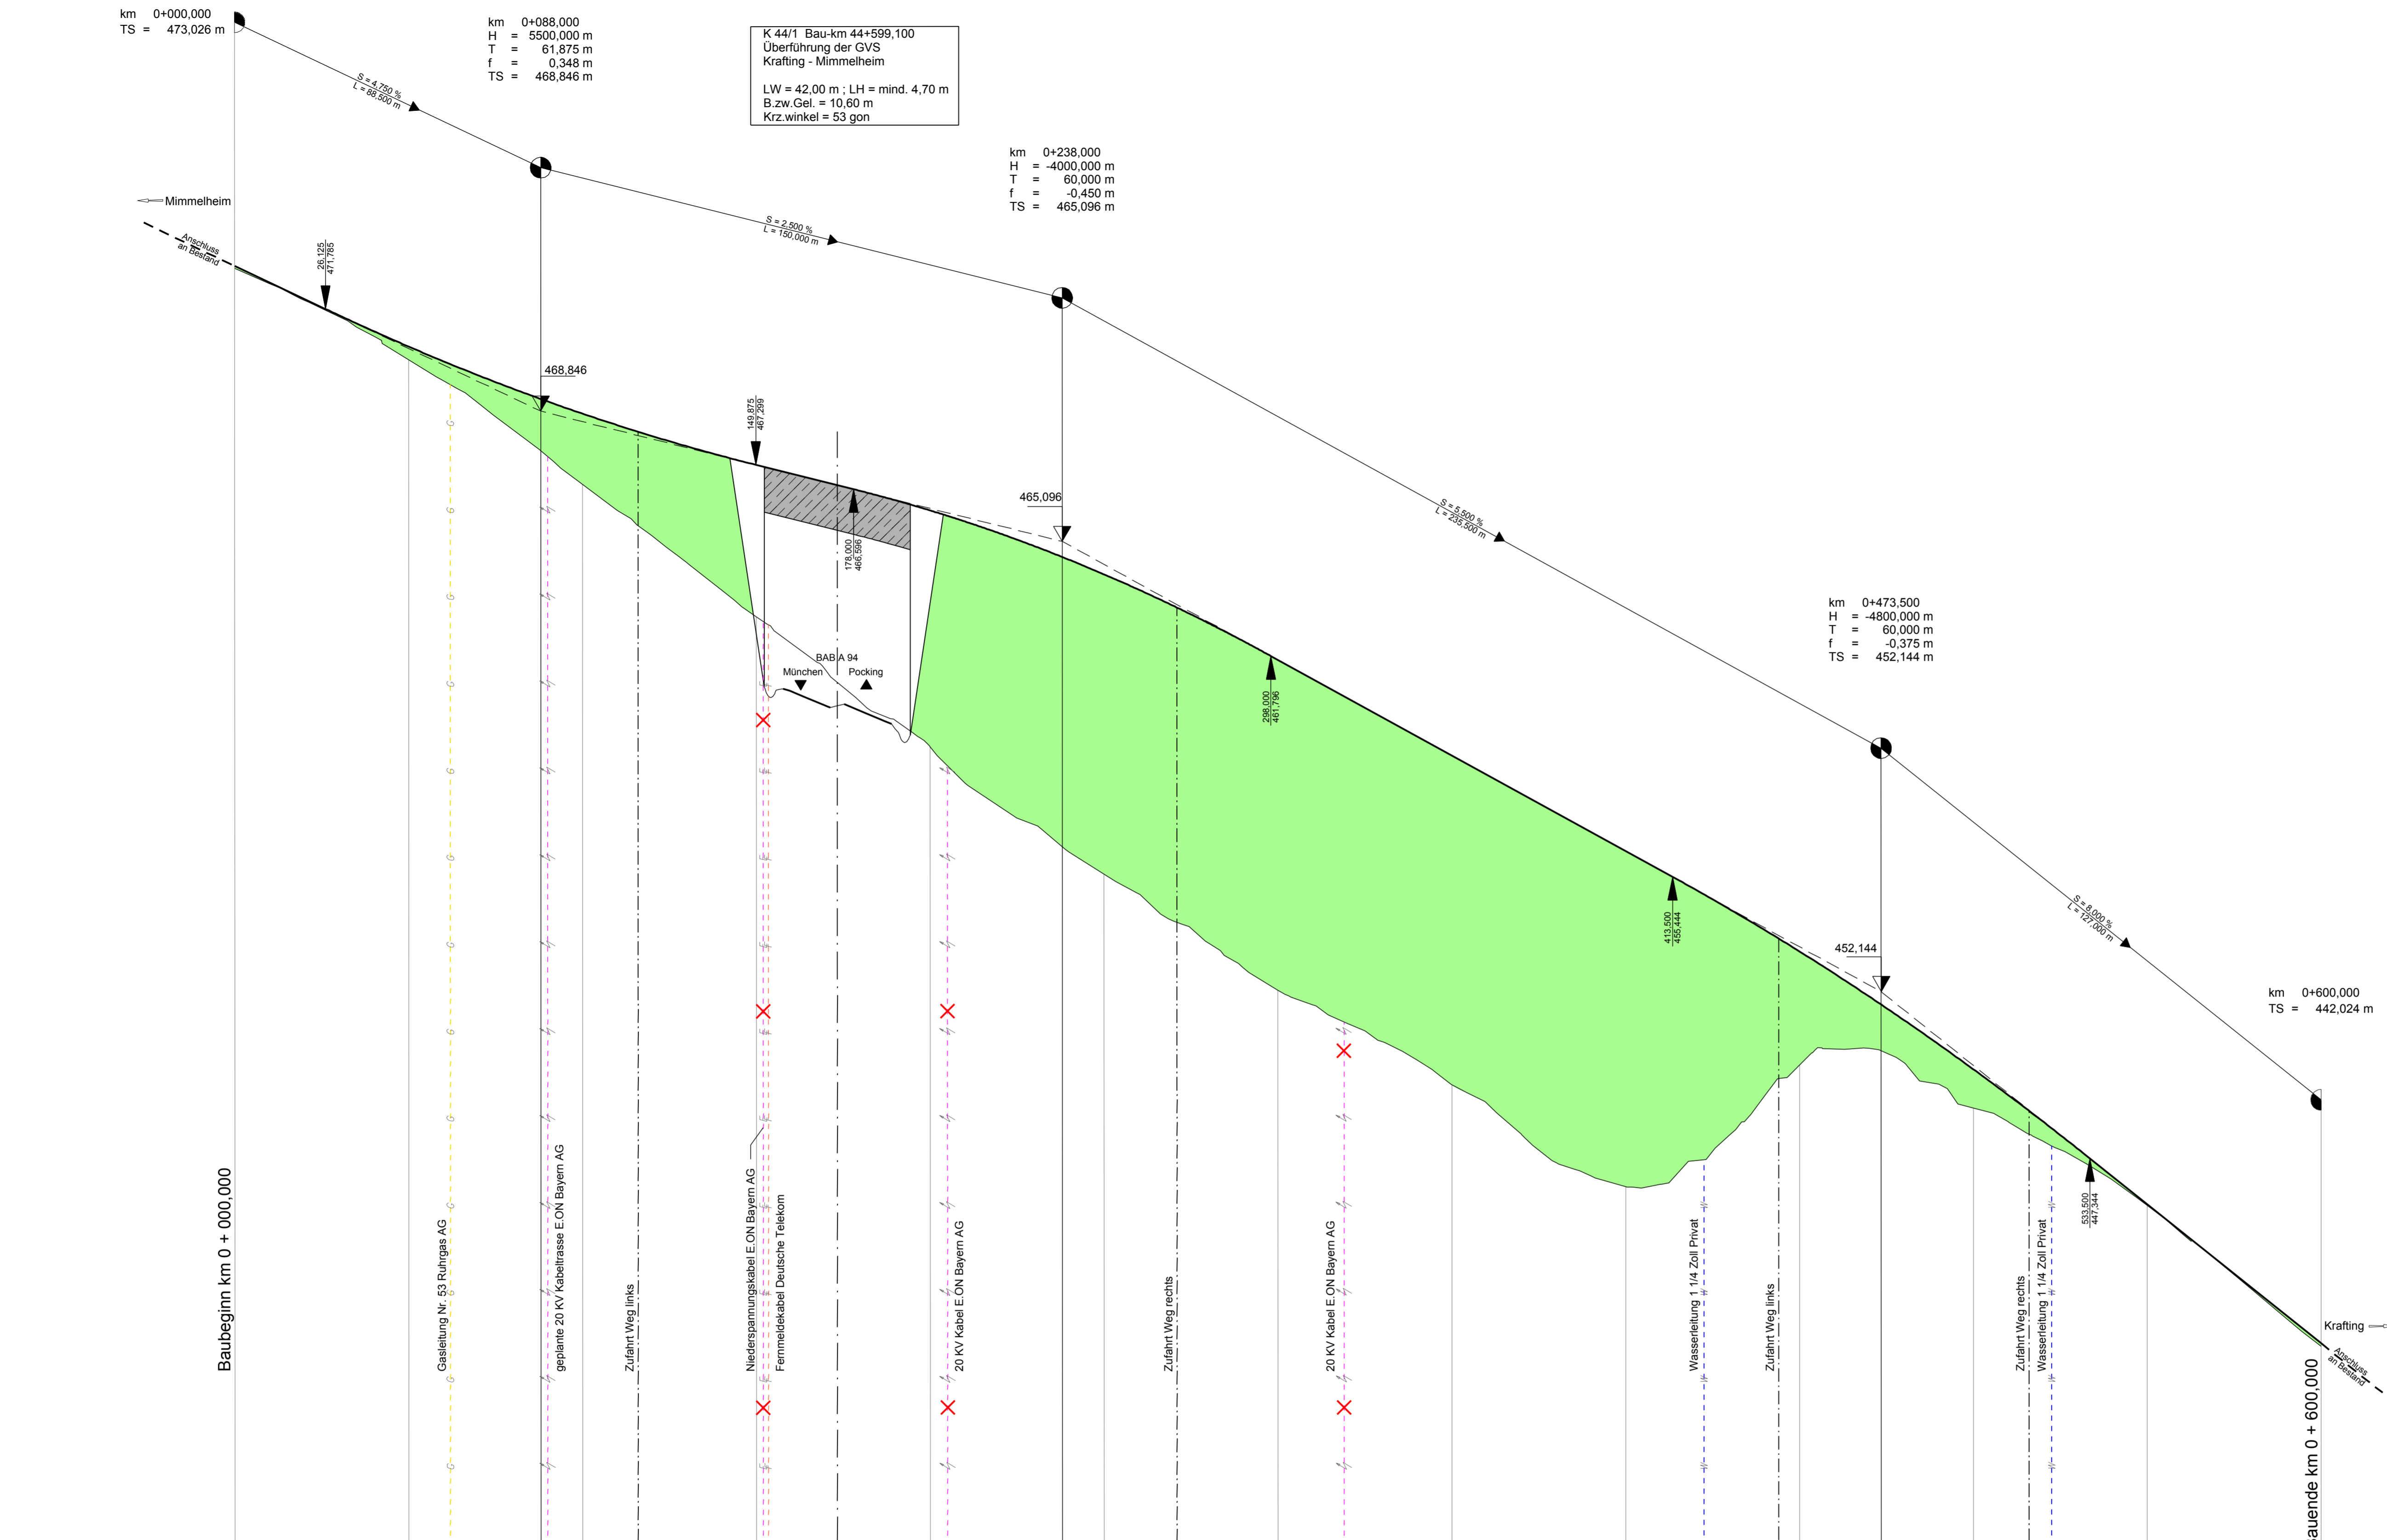 km 0+000,000
TS = 473,026 m
km 0+088,000
H = 5500,000 m
T = 61,875 m
f = 0,348 m
TS = 468,846 m
K 44/1 Bau-km 44+599,100
Überführung der GVS
Krafting - Mimmelheim
LW = 42,00 m ; LH = mind. 4,70 m
B.zw.Gel. = 10,60 m
Krz.winkel = 53 gon
S = 4,750 %
L = 88,500 m
km 0+238,000
H = -4000,000 m
T = 60,000 m
f = -0,450 m
TS = 465,096 m
Mimmelheim
Anschluss
an Bestand
S = 2,500 %
L = 150,000 m
26,125
471,785
468,846
149,875
467,299
465,096
178,000
466,596
S = 5,500 %
L = 235,500 m
km 0+473,500
H = -4800,000 m
T = 60,000 m
f = -0,375 m
TS = 452,144 m
BAB A 94
München
Pocking
298,000
461,796
413,500
455,444
452,144
S = 8,000 %
L = 127,000 m
km 0+600,000
TS = 442,024 m
533,500
447,344
Baubeginn km 0 + 000,000
Gasleitung Nr. 53 Ruhrgas AG
geplante 20 KV Kabeltrasse E.ON Bayern AG
Zufahrt Weg links
Niederspannungskabel E.ON Bayern AG
Fernmeldekabel Deutsche Telekom
20 KV Kabel E.ON Bayern AG
Zufahrt Weg rechts
20 KV Kabel E.ON Bayern AG
Wasserleitung 1 1/4 Zoll Privat
Zufahrt Weg links
Zufahrt Weg rechts
Wasserleitung 1 1/4 Zoll Privat
Krafting
Anschluss
an Bestand
auende km 0 + 600,000